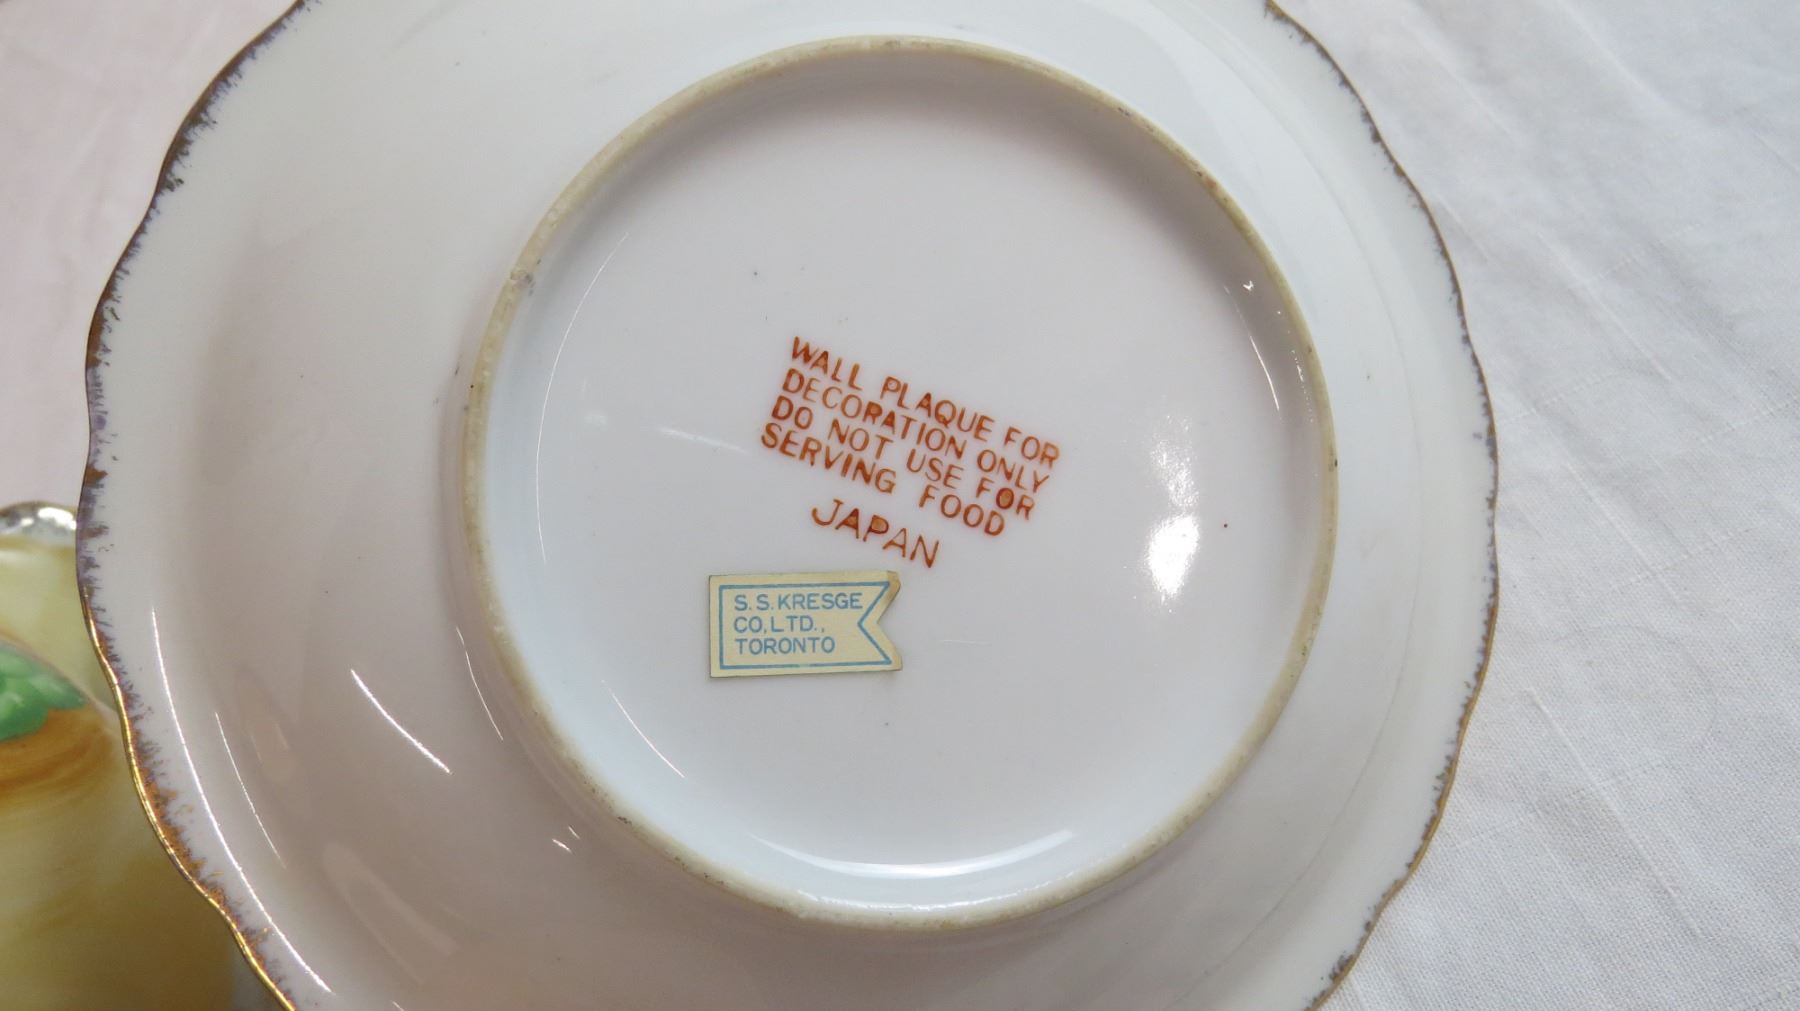 WALL PLAQUE FOR
DECORATION ONLY
DO NOT USE FOR
SERVING FOOD
JAPAN
S. S. KRESGE
CO, LTD.,
TORONTO